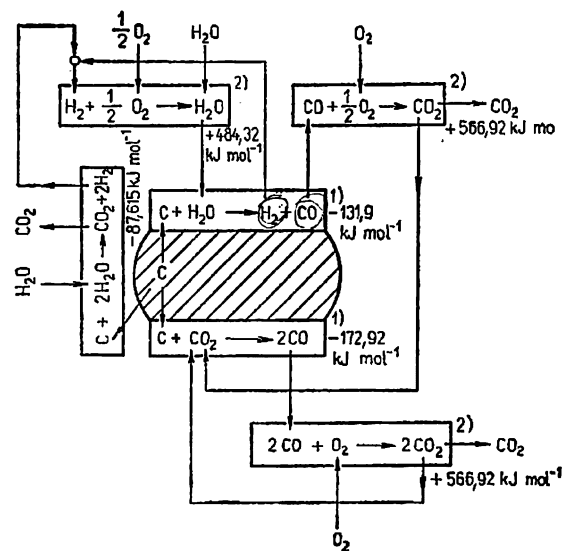 1/2 O₂
H₂O
O₂
2)
H₂ + 1/2 O₂ → H₂O
+484,32
kJ mol⁻¹
2)
CO + 1/2 O₂ → CO₂
CO₂
+566,92 kJ mo
C + 2H₂O → CO₂ + 2H₂
-87,615 kJ mol⁻¹
CO₂
H₂O
1)
C + H₂O → H₂ + CO
-131,9
kJ mol⁻¹
C
1)
C + CO₂ → 2CO
-172,92
kJ mol⁻¹
2)
2CO + O₂ → 2CO₂
CO₂
+566,92 kJ mol⁻¹
O₂